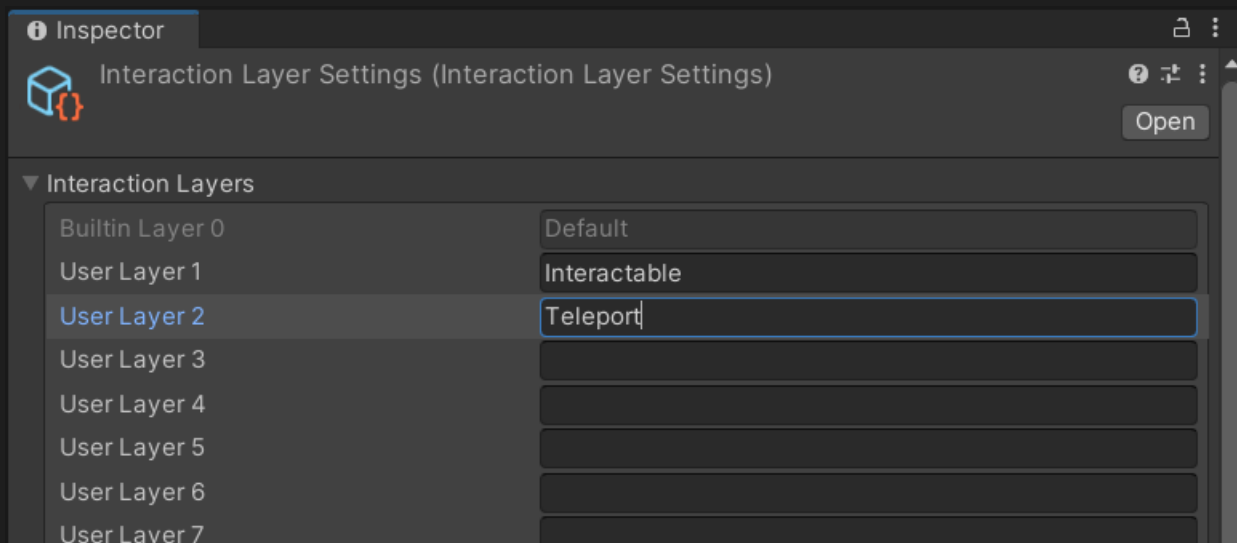 Inspector
Interaction Layer Settings (Interaction Layer Settings)
Open
Interaction Layers
Builtin Layer 0 Default
User Layer 1 Interactable
User Layer 2 Teleport
User Layer 3
User Layer 4
User Layer 5
User Layer 6
User Layer 7